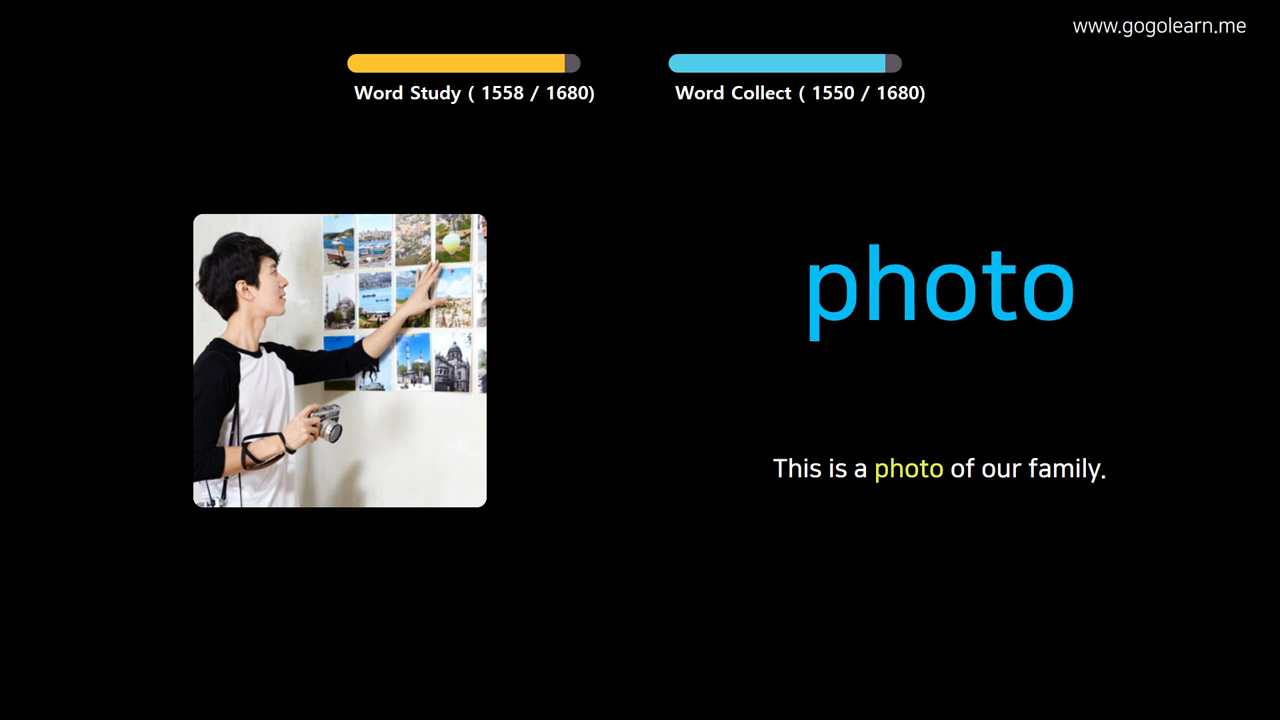 www.gogolearn.me
Word Study ( 1558 / 1680)
Word Collect ( 1550 / 1680)
photo
This is a photo of our family.